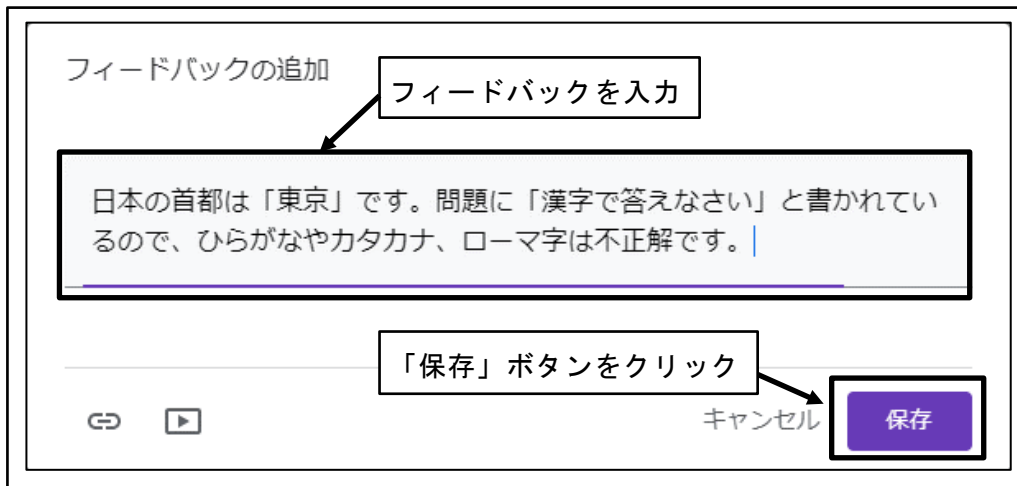 フィードバックの追加
フィードバックを入力
日本の首都は「東京」です。問題に「漢字で答えなさい」と書かれてい
るので、ひらがなやカタカナ、ローマ字は不正解です。
「保存」ボタンをクリック
キャンセル
保存